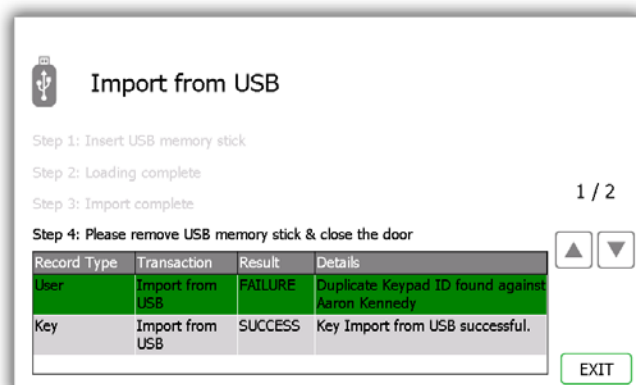 Import from USB
Step 1: Insert USB memory stick
Step 2: Loading complete
Step 3: Import complete
1 / 2
Step 4: Please remove USB memory stick & close the door
Record Type Transaction Result Details
User Import from USB FAILURE Duplicate Keypad ID found against Aaron Kennedy
Key Import from USB SUCCESS Key Import from USB successful.
EXIT